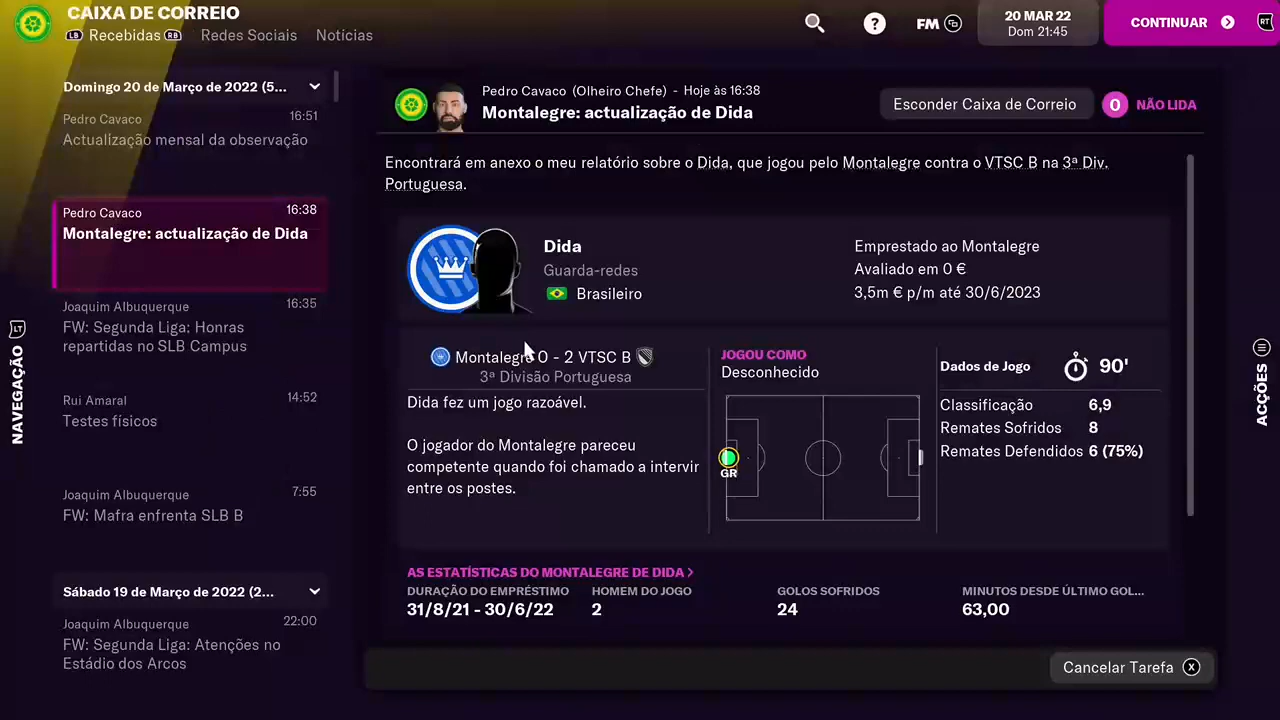 CAIXA DE CORREIO
LB Recebidas RB Redes Sociais Notícias
FM
20 MAR 22
Dom 21:45
CONTINUAR
RT
Domingo 20 de Março de 2022 (5...
Pedro Cavaco 16:51
Actualização mensal da observação
Pedro Cavaco 16:38
Montalegre: actualização de Dida
Joaquim Albuquerque 16:35
FW: Segunda Liga: Honras
repartidas no SLB Campus
Rui Amaral 14:52
Testes físicos
Joaquim Albuquerque 7:55
FW: Mafra enfrenta SLB B
Sábado 19 de Março de 2022 (2...
Joaquim Albuquerque 22:00
FW: Segunda Liga: Atenções no
Estádio dos Arcos
NAVEGAÇÃO LT
Pedro Cavaco (Olheiro Chefe) - Hoje às 16:38
Montalegre: actualização de Dida
Esconder Caixa de Correio
0 NÃO LIDA
Encontrará em anexo o meu relatório sobre o Dida, que jogou pelo Montalegre contra o VTSC B na 3ª Div.
Portuguesa.
Dida
Guarda-redes
Brasileiro
Emprestado ao Montalegre
Avaliado em 0 €
3,5m € p/m até 30/6/2023
Montalegre 0 - 2 VTSC B
3ª Divisão Portuguesa
Dida fez um jogo razoável.
O jogador do Montalegre pareceu
competente quando foi chamado a intervir
entre os postes.
JOGOU COMO
Desconhecido
GR
Dados de Jogo 90'
Classificação 6,9
Remates Sofridos 8
Remates Defendidos 6 (75%)
AS ESTATÍSTICAS DO MONTALEGRE DE DIDA >
DURAÇÃO DO EMPRÉSTIMO HOMEM DO JOGO GOLOS SOFRIDOS MINUTOS DESDE ÚLTIMO GOL...
31/8/21 - 30/6/22 2 24 63,00
Cancelar Tarefa X
ACÇÕES